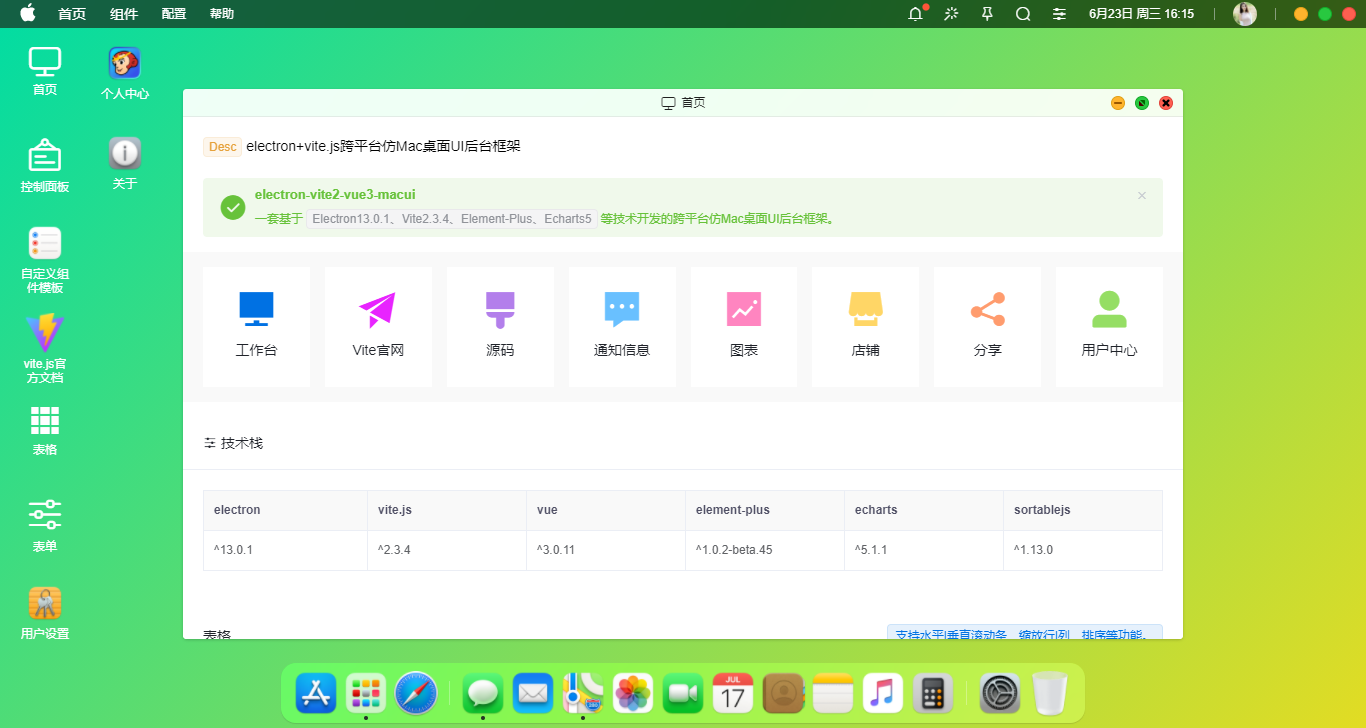 首页 组件 配置 帮助 6月23日 周三 16:15
首页
个人中心
控制面板
关于
自定义组
件模板
vite.js官
方文档
表格
表单
用户设置
首页
Desc electron+vite.js跨平台仿Mac桌面UI后台框架
electron-vite2-vue3-macui
一套基于 Electron13.0.1、Vite2.3.4、Element-Plus、Echarts5 等技术开发的跨平台仿Mac桌面UI后台框架。
工作台 Vite官网 源码 通知信息 图表 店铺 分享 用户中心
技术栈
electron vite.js vue element-plus echarts sortablejs
^13.0.1 ^2.3.4 ^3.0.11 ^1.0.2-beta.45 ^5.1.1 ^1.13.0
表格 支持水平|垂直滚动条、缩放行|列、排序等功能。
JUL
17